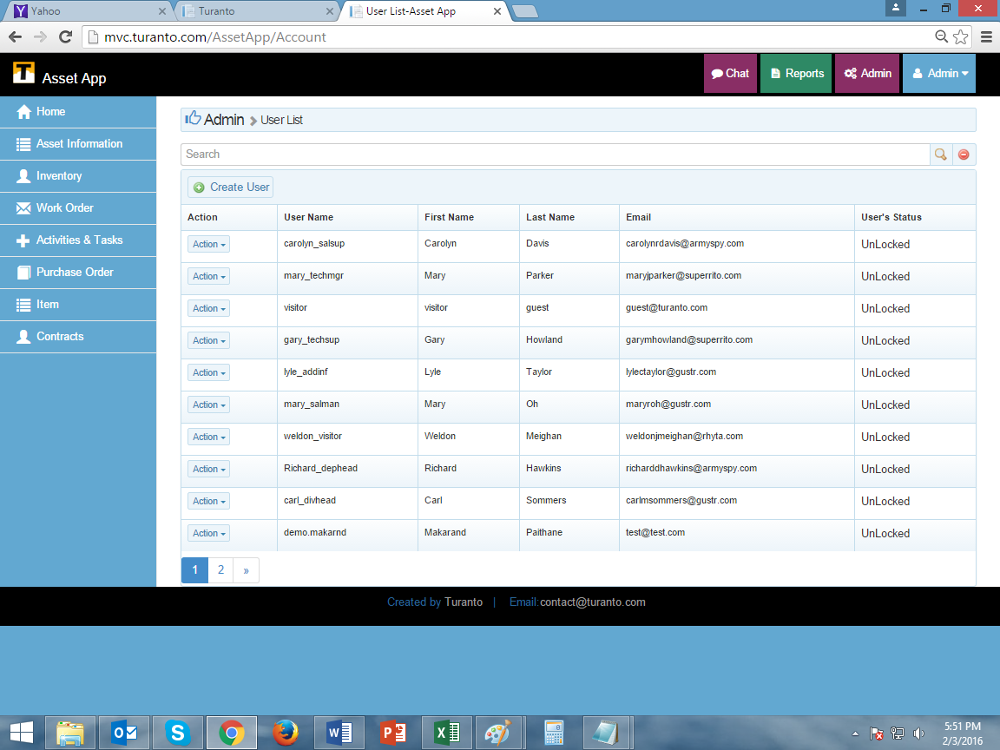 Yahoo
Turanto
User List-Asset App
mvc.turanto.com/AssetApp/Account
T Asset App
Chat
Reports
Admin
Admin
Home
Asset Information
Inventory
Work Order
Activities & Tasks
Purchase Order
Item
Contracts
Admin User List
Search
Create User
Action User Name First Name Last Name Email User's Status
Action carolyn_salsup Carolyn Davis carolynrdavis@armyspy.com UnLocked
Action mary_techmgr Mary Parker maryjparker@superrito.com UnLocked
Action visitor visitor guest guest@turanto.com UnLocked
Action gary_techsup Gary Howland garymhowland@superrito.com UnLocked
Action lyle_addinf Lyle Taylor lylectaylor@gustr.com UnLocked
Action mary_salman Mary Oh maryroh@gustr.com UnLocked
Action weldon_visitor Weldon Meighan weldonjmeighan@rhyta.com UnLocked
Action Richard_dephead Richard Hawkins richarddhawkins@armyspy.com UnLocked
Action carl_divhead Carl Sommers carlmsommers@gustr.com UnLocked
Action demo.makarnd Makarand Paithane test@test.com UnLocked
1 2 »
Created by Turanto | Email:contact@turanto.com
5:51 PM
2/3/2016